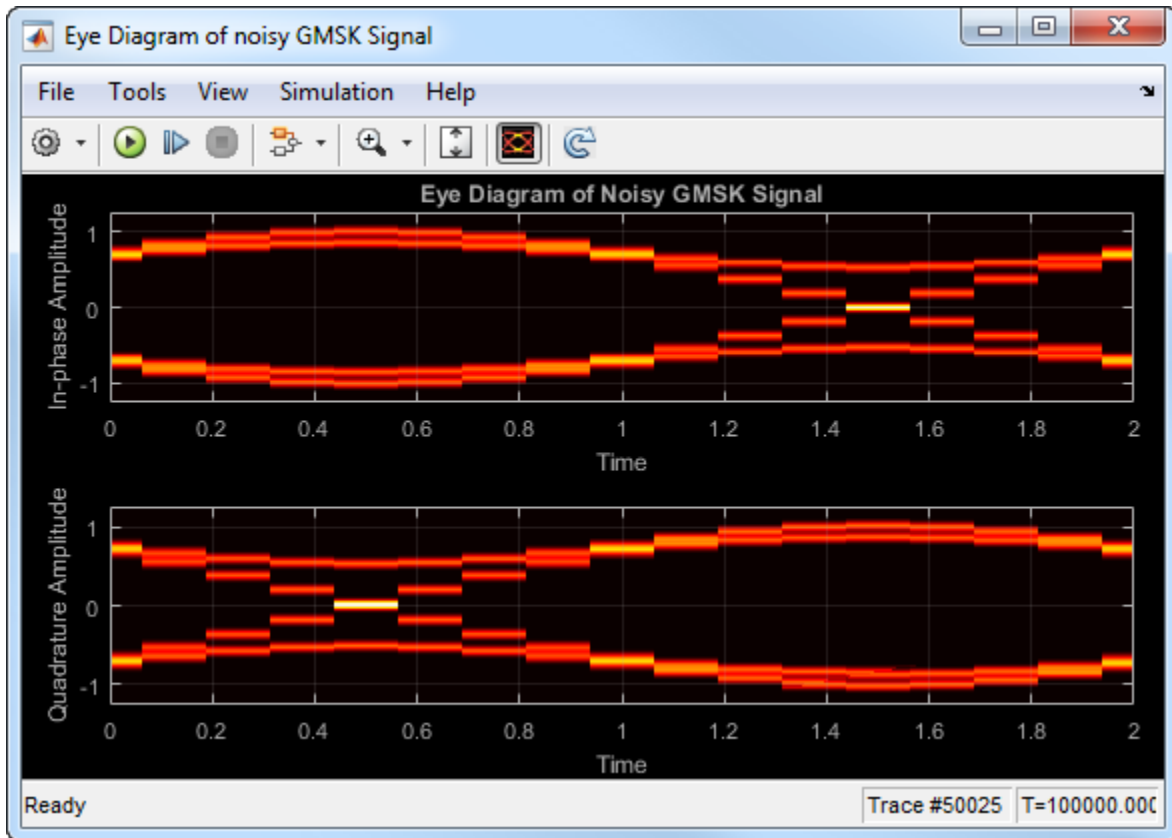 Eye Diagram of noisy GMSK Signal
File Tools View Simulation Help
Eye Diagram of Noisy GMSK Signal
In-phase Amplitude
1
0
-1
0 0.2 0.4 0.6 0.8 1 1.2 1.4 1.6 1.8 2
Time
Quadrature Amplitude
1
0
-1
0 0.2 0.4 0.6 0.8 1 1.2 1.4 1.6 1.8 2
Time
Ready Trace #50025 T=100000.000